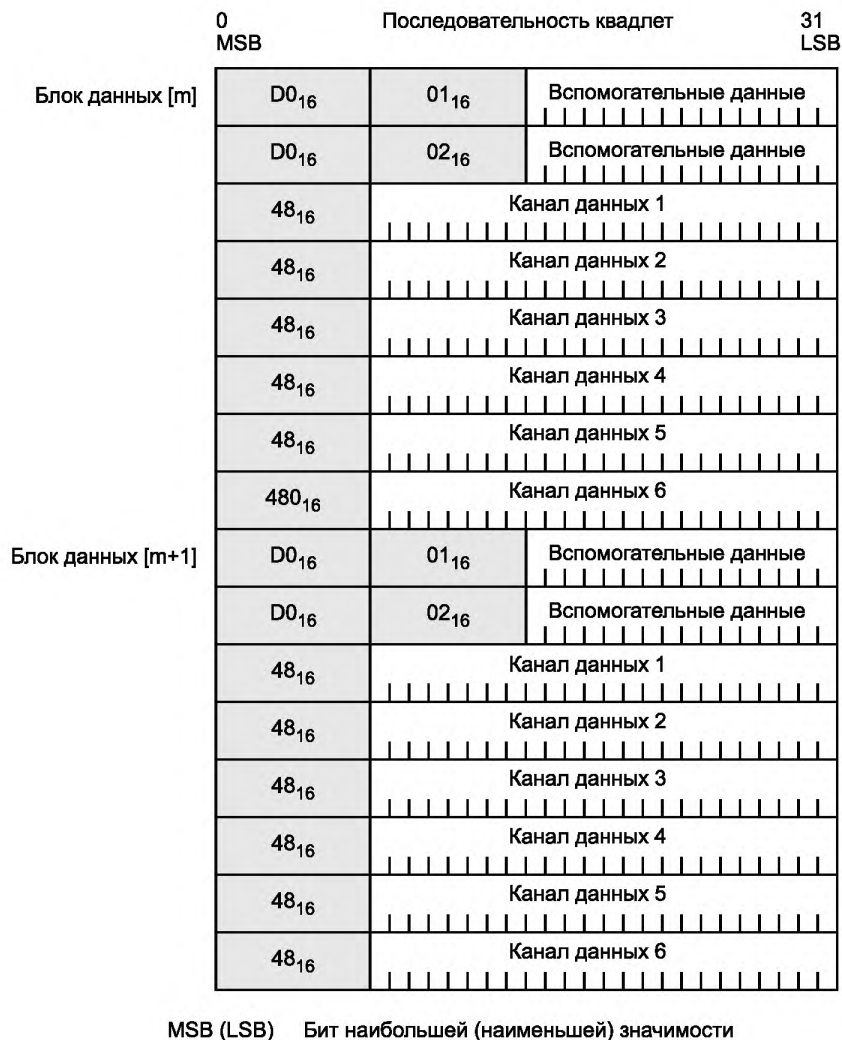 0 Последовательность квадлет 31
MSB LSB
Блок данных [m] D0₁₆ 01₁₆ Вспомогательные данные
D0₁₆ 02₁₆ Вспомогательные данные
48₁₆ Канал данных 1
48₁₆ Канал данных 2
48₁₆ Канал данных 3
48₁₆ Канал данных 4
48₁₆ Канал данных 5
480₁₆ Канал данных 6
Блок данных [m+1] D0₁₆ 01₁₆ Вспомогательные данные
D0₁₆ 02₁₆ Вспомогательные данные
48₁₆ Канал данных 1
48₁₆ Канал данных 2
48₁₆ Канал данных 3
48₁₆ Канал данных 4
48₁₆ Канал данных 5
48₁₆ Канал данных 6
MSB (LSB) Бит наибольшей (наименьшей) значимости